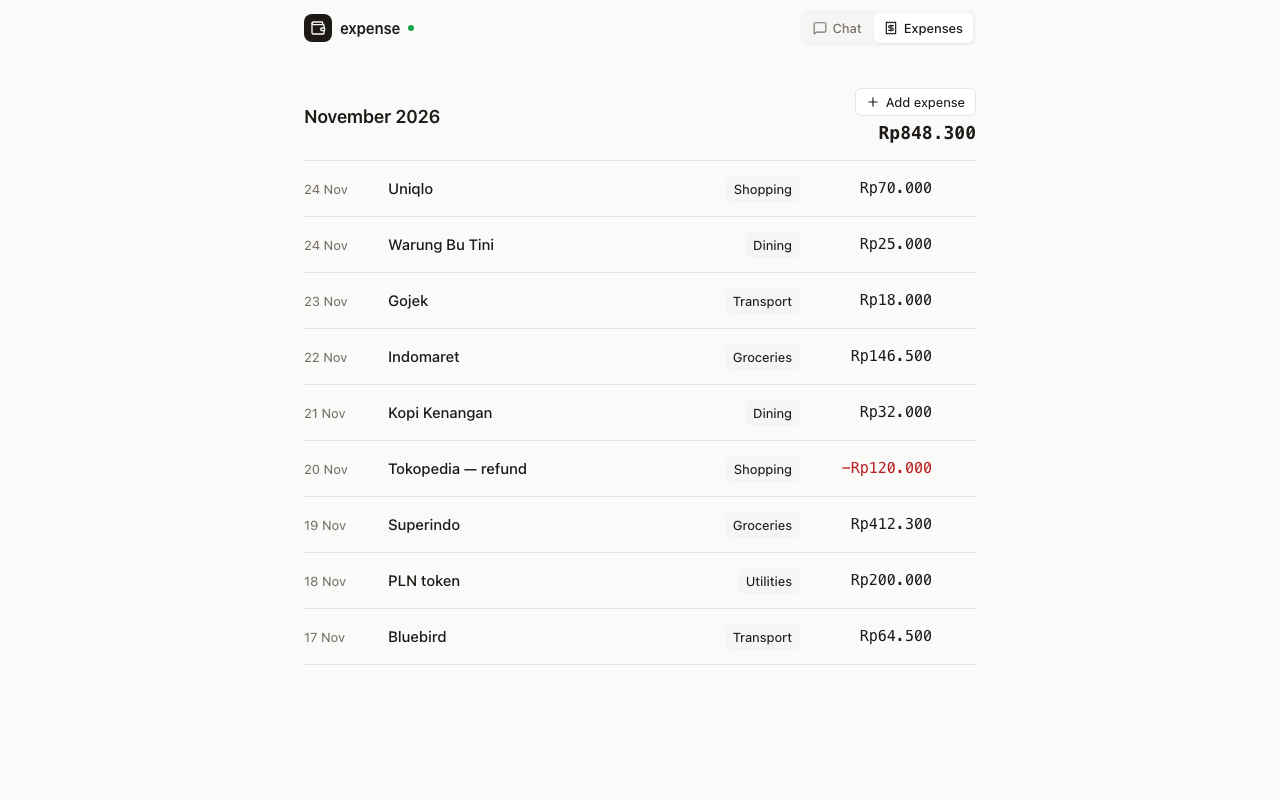 expense
Chat
Expenses
November 2026
Add expense
Rp848.300
24 Nov Uniqlo Shopping Rp70.000
24 Nov Warung Bu Tini Dining Rp25.000
23 Nov Gojek Transport Rp18.000
22 Nov Indomaret Groceries Rp146.500
21 Nov Kopi Kenangan Dining Rp32.000
20 Nov Tokopedia — refund Shopping −Rp120.000
19 Nov Superindo Groceries Rp412.300
18 Nov PLN token Utilities Rp200.000
17 Nov Bluebird Transport Rp64.500